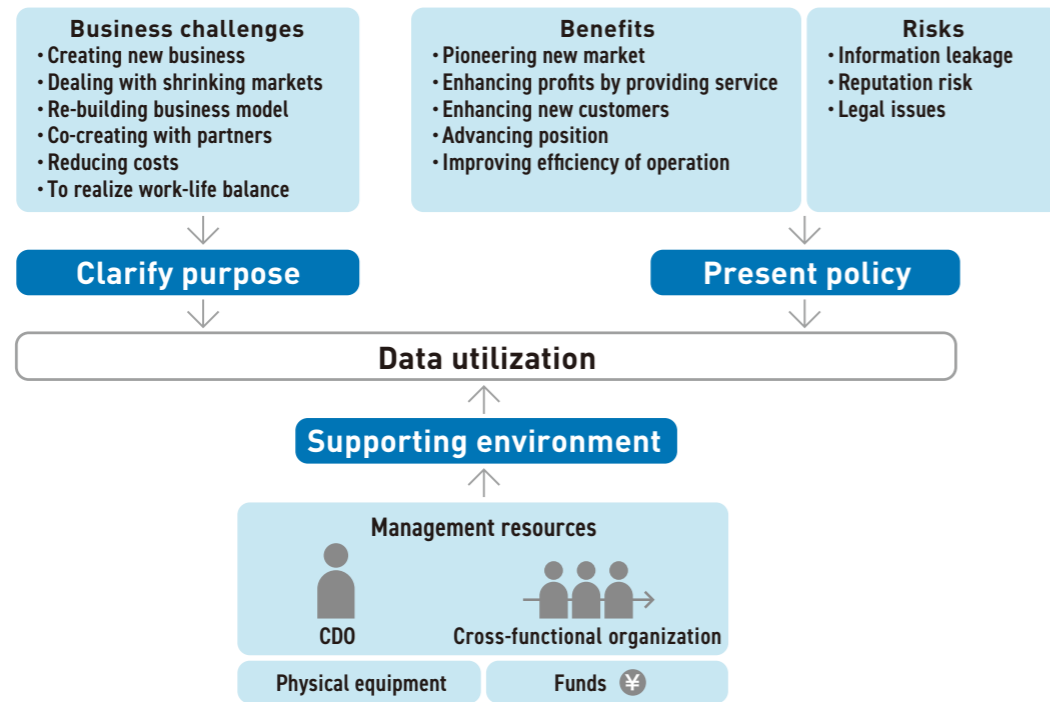 Business challenges
・Creating new business
・Dealing with shrinking markets
・Re-building business model
・Co-creating with partners
・Reducing costs
・To realize work-life balance
Benefits
・Pioneering new market
・Enhancing profits by providing service
・Enhancing new customers
・Advancing position
・Improving efficiency of operation
Risks
・Information leakage
・Reputation risk
・Legal issues
Clarify purpose
Present policy
Data utilization
Supporting environment
Management resources
CDO
Cross-functional organization
Physical equipment
Funds ¥